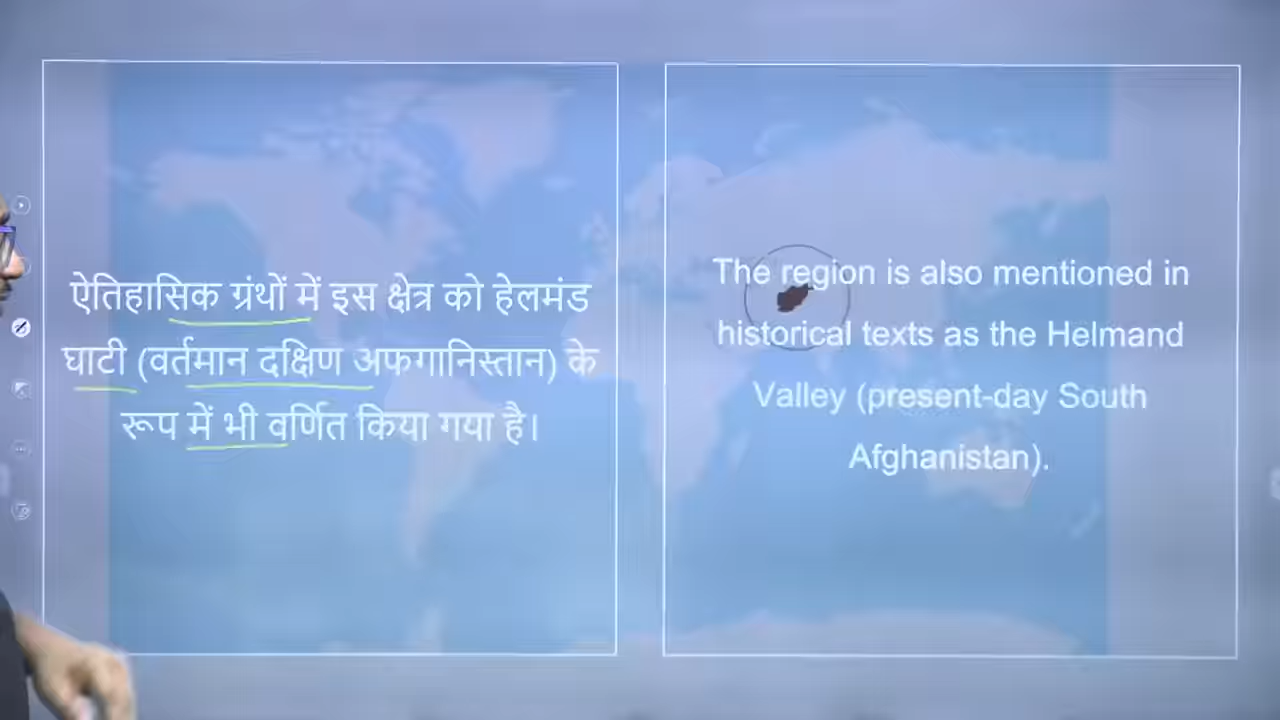 ऐतिहासिक ग्रंथों में इस क्षेत्र को हेलमंड
घाटी (वर्तमान दक्षिण अफगानिस्तान) के
रूप में भी वर्णित किया गया है।
The region is also mentioned in
historical texts as the Helmand
Valley (present-day South
Afghanistan).